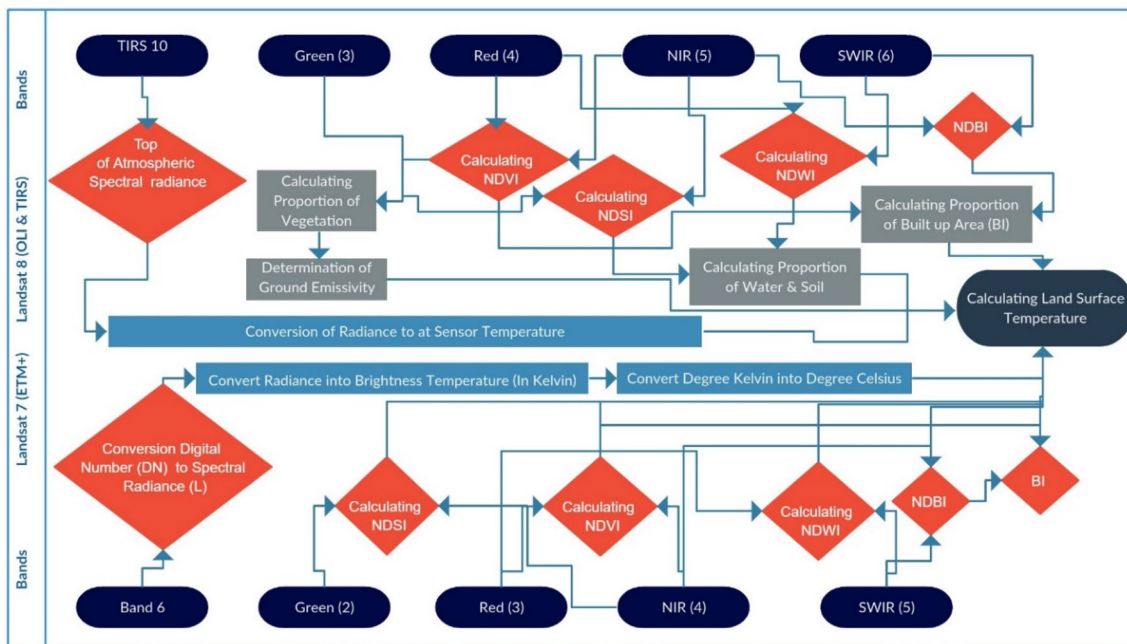 Bands
TIRS 10
Green (3)
Red (4)
NIR (5)
SWIR (6)
Landsat 8 (OLI & TIRS)
Top
of Atmospheric
Spectral radiance
Calculating
NDVI
Calculating
NDSI
Calculating
NDWI
NDBI
Calculating
Proportion of
Vegetation
Calculating Proportion
of Built up Area (BI)
Determination of
Ground Emissivity
Calculating Proportion
of Water & Soil
Calculating Land Surface
Temperature
Conversion of Radiance to at Sensor Temperature
Landsat 7 (ETM+)
Convert Radiance into Brightness Temperature (In Kelvin)
Convert Degree Kelvin into Degree Celsius
Conversion Digital
Number (DN) to Spectral
Radiance (L)
Calculating
NDSI
Calculating
NDVI
Calculating
NDWI
NDBI
BI
Bands
Band 6
Green (2)
Red (3)
NIR (4)
SWIR (5)